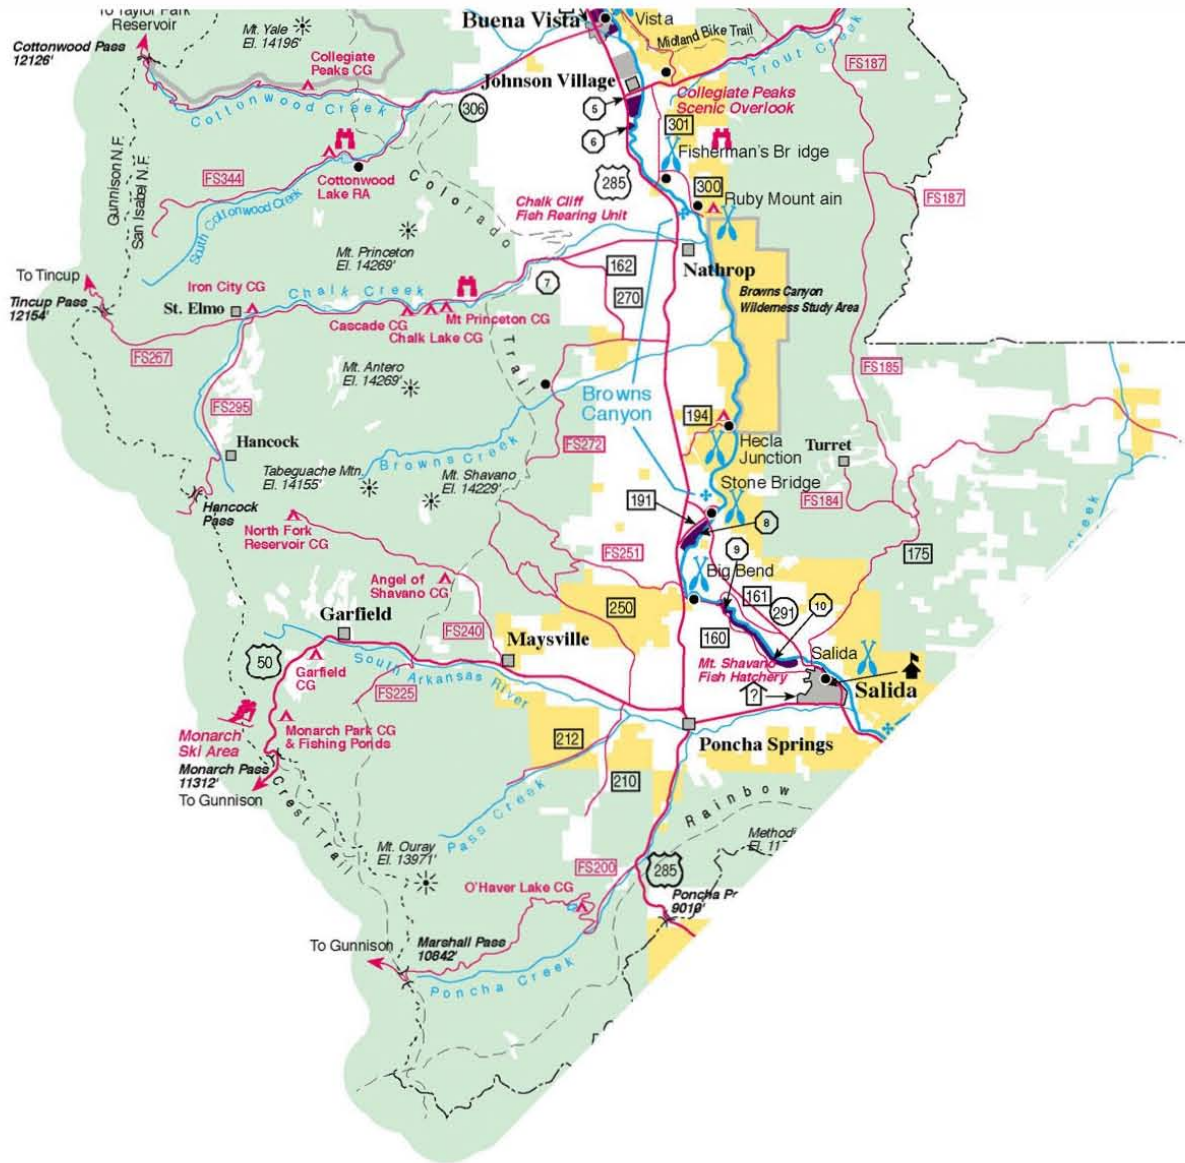 To Taylor Park
Reservoir
Mt. Yale
El. 14196'
Buena Vista
Vista
Midland Bike Trail
Cottonwood Pass
12126'
Collegiate
Peaks CG
Johnson Village
Trout Creek
FS187
Cottonwood Creek
306
5
Collegiate Peaks
Scenic Overlook
6
301
Fisherman's Br idge
Gunnison N.F.
San Isabel N.F.
FS344
Cottonwood
Lake RA
285
300
Ruby Mount ain
FS187
South Cottonwood Creek
Colorado
Trail
Chalk Cliff
Fish Rearing Unit
Mt. Princeton
El. 14269'
Nathrop
To Tincup
Tincup Pass
12154'
Iron City CG
St. Elmo
Chalk Creek
7
162
270
Browns Canyon
Wilderness Study Area
Cascade CG
Mt Princeton CG
Chalk Lake CG
FS267
Mt. Antero
El. 14269'
FS185
Browns
Canyon
FS295
194
Hancock
FS272
Hecla
Junction
Turret
Browns Creek
Tabeguache Mtn.
El. 14155'
Mt. Shavano
El. 14229'
Stone Bridge
FS184
Hancock
Pass
191
8
North Fork
Reservoir CG
FS251
9
175
Creek
Big Bend
Angel of
Shavano CG
161
291
10
Garfield
250
FS240
Maysville
160
Salida
50
Garfield
CG
South Arkansas River
FS225
Mt. Shavano
Fish Hatchery
?
Salida
Monarch
Ski Area
Monarch Park CG
& Fishing Ponds
212
Poncha Springs
Monarch Pass
11312'
To Gunnison
210
Crest Trail
Pass Creek
Rainbow
Methodi
El. 117
Mt. Ouray
El. 13971'
FS200
285
O'Haver Lake CG
Poncha P
9010'
To Gunnison
Marshall Pass
10842'
Poncha Creek